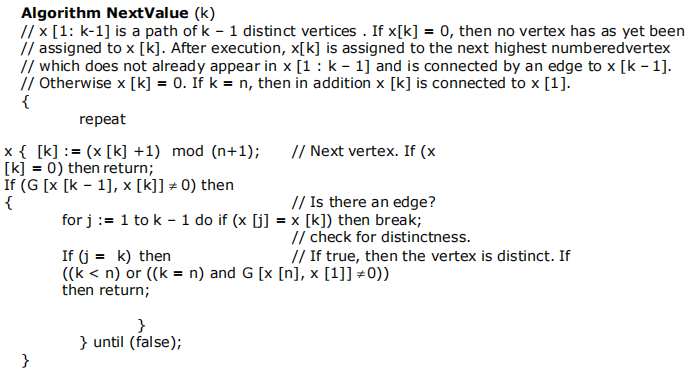 Algorithm NextValue (k)
// x [1: k-1] is a path of k – 1 distinct vertices . If x[k] = 0, then no vertex has as yet been
// assigned to x [k]. After execution, x[k] is assigned to the next highest numberedvertex
// which does not already appear in x [1 : k – 1] and is connected by an edge to x [k – 1].
// Otherwise x [k] = 0. If k = n, then in addition x [k] is connected to x [1].
{
repeat
x { [k] := (x [k] +1) mod (n+1); // Next vertex. If (x
[k] = 0) then return;
If (G [x [k – 1], x [k]] ≠ 0) then
{ // Is there an edge?
for j := 1 to k – 1 do if (x [j] = x [k]) then break;
// check for distinctness.
If (j = k) then // If true, then the vertex is distinct. If
((k < n) or ((k = n) and G [x [n], x [1]] ≠0))
then return;
}
} until (false);
}